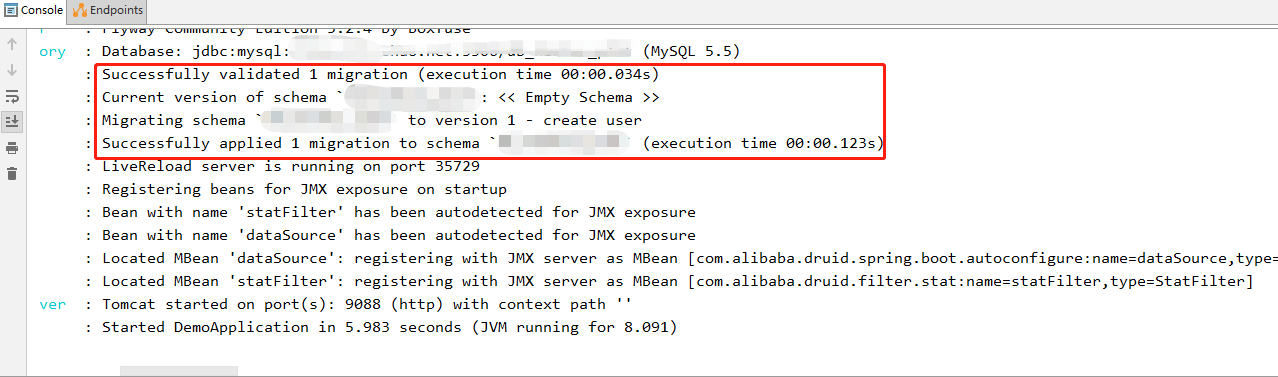 Console Endpoints
: Flyway Community Edition 5.2.4 by Boxfuse
ory : Database: jdbc:mysql: (MySQL 5.5)
: Successfully validated 1 migration (execution time 00:00.034s)
: Current version of schema ` : << Empty Schema >>
: Migrating schema ` to version 1 - create user
: Successfully applied 1 migration to schema ` (execution time 00:00.123s)
: LiveReload server is running on port 35729
: Registering beans for JMX exposure on startup
: Bean with name 'statFilter' has been autodetected for JMX exposure
: Bean with name 'dataSource' has been autodetected for JMX exposure
: Located MBean 'dataSource': registering with JMX server as MBean [com.alibaba.druid.spring.boot.autoconfigure:name=dataSource,type=
: Located MBean 'statFilter': registering with JMX server as MBean [com.alibaba.druid.filter.stat:name=statFilter,type=StatFilter]
ver : Tomcat started on port(s): 9088 (http) with context path ''
: Started DemoApplication in 5.983 seconds (JVM running for 8.091)